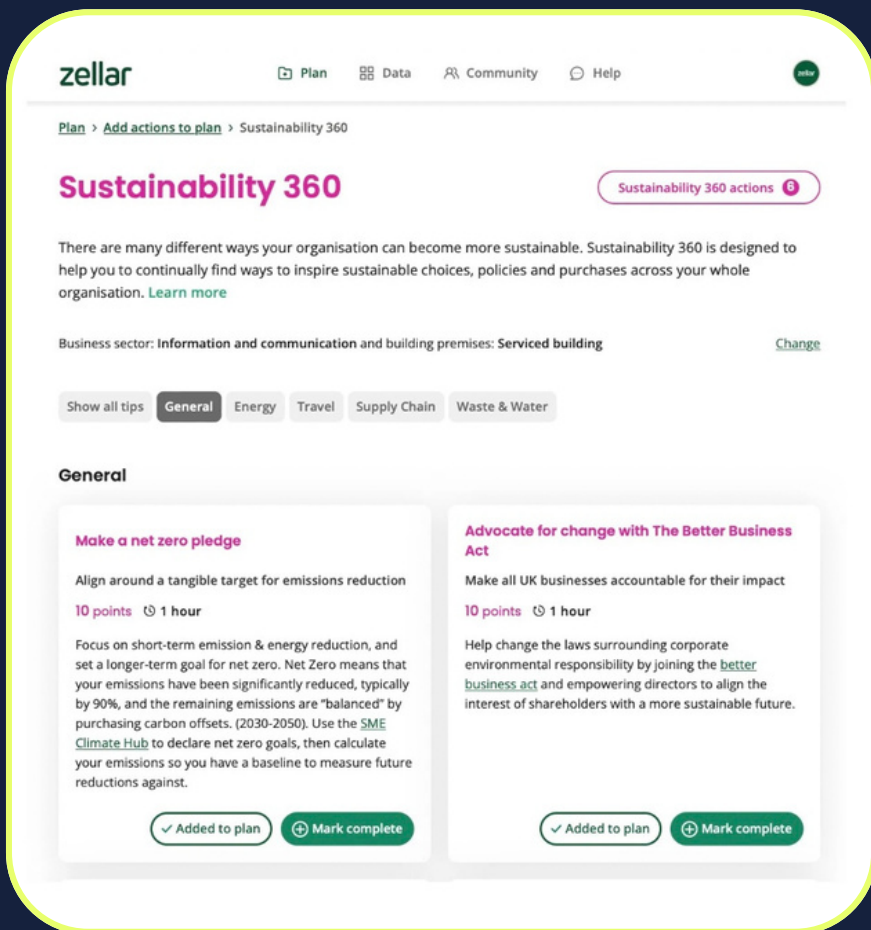 zellar
Plan
Data
Community
Help
zellar
Plan > Add actions to plan > Sustainability 360
Sustainability 360
Sustainability 360 actions 6
There are many different ways your organisation can become more sustainable. Sustainability 360 is designed to
help you to continually find ways to inspire sustainable choices, policies and purchases across your whole
organisation. Learn more
Business sector: Information and communication and building premises: Serviced building
Change
Show all tips
General
Energy
Travel
Supply Chain
Waste & Water
General
Make a net zero pledge
Align around a tangible target for emissions reduction
10 points 1 hour
Focus on short-term emission & energy reduction, and
set a longer-term goal for net zero. Net Zero means that
your emissions have been significantly reduced, typically
by 90%, and the remaining emissions are "balanced" by
purchasing carbon offsets. (2030-2050). Use the SME
Climate Hub to declare net zero goals, then calculate
your emissions so you have a baseline to measure future
reductions against.
Added to plan
Mark complete
Advocate for change with The Better Business
Act
Make all UK businesses accountable for their impact
10 points 1 hour
Help change the laws surrounding corporate
environmental responsibility by joining the better
business act and empowering directors to align the
interest of shareholders with a more sustainable future.
Added to plan
Mark complete